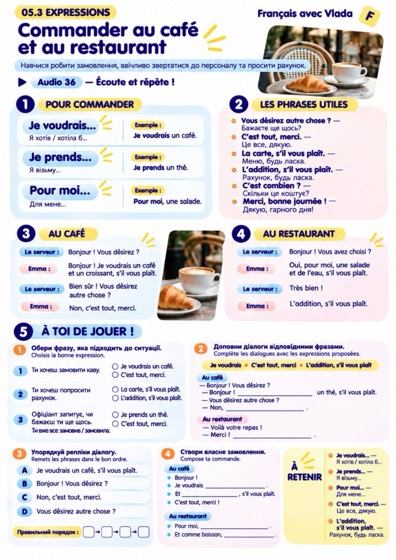 05.3 EXPRESSIONS
Français avec Vlada
F
Commander au café
et au restaurant
Навчися робити замовлення, ввічливо звертатися до персоналу та просити рахунок.
Audio 36 — Écoute et répète !
1 POUR COMMANDER
Je voudrais...
Я хотів / хотіла б...
Exemple :
Je voudrais un café.
Je prends...
Я візьму...
Exemple :
Je prends un thé.
Pour moi...
Для мене...
Exemple :
Pour moi, une salade.
2 LES PHRASES UTILES
Vous désirez autre chose ? —
Бажаєте ще щось?
C'est tout, merci. —
Це все, дякую.
La carte, s'il vous plaît. —
Меню, будь ласка.
L'addition, s'il vous plaît. —
Рахунок, будь ласка.
C'est combien ? —
Скільки це коштує?
Merci, bonne journée ! —
Дякую, гарного дня!
3 AU CAFÉ
Le serveur : Bonjour ! Vous désirez ?
Emma : Bonjour ! Je voudrais un café
et un croissant, s'il vous plaît.
Le serveur : Bien sûr ! Vous désirez
autre chose ?
Emma : Non, c'est tout, merci.
4 AU RESTAURANT
Le serveur : Bonjour ! Vous avez choisi ?
Emma : Oui, pour moi, une salade
et de l'eau, s'il vous plaît.
Le serveur : Très bien !
Emma : L'addition, s'il vous plaît.
5 À TOI DE JOUER !
1 Обери фразу, яка підходить до ситуації.
Choisis la bonne expression.
1 Ти хочеш замовити каву.
Je voudrais un café.
C'est tout, merci.
2 Ти хочеш попросити
рахунок.
La carte, s'il vous plaît.
L'addition, s'il vous plaît.
3 Офіціант запитує, чи ти
бажаєш ще щось.
Ти вже все замовив / замовила.
Je prends un thé.
C'est tout, merci.
2 Доповни діалоги відповідними фразами.
Complète les dialogues avec les expressions proposées.
Je voudrais • C'est tout, merci • L'addition, s'il vous plaît
Au café
— Bonjour ! Vous désirez ?
— Bonjour ! ____ un thé, s'il vous plaît.
— Vous désirez autre chose ?
— Non, ____.
Au restaurant
— Voilà votre repas !
— Merci ! ____.
3 Упорядкуй репліки діалогу.
Remets les phrases dans le bon ordre.
A Je voudrais un café, s'il vous plaît.
B Bonjour ! Vous désirez ?
C Non, c'est tout, merci.
D Vous désirez autre chose ?
Правильний порядок :
4 Створи власне замовлення.
Compose ta commande.
Au café
Bonjour !
Je voudrais ____.
Et ____, s'il vous plaît.
C'est tout, merci !
Au restaurant
Pour moi, ____.
Et comme boisson, ____.
À
RETENIR
Je voudrais... —
Я хотів / хотіла б...
Je prends... —
Я візьму...
Pour moi... —
Для мене...
C'est tout, merci. —
Це все, дякую.
L'addition,
s'il vous plaît. —
Рахунок, будь ласка.